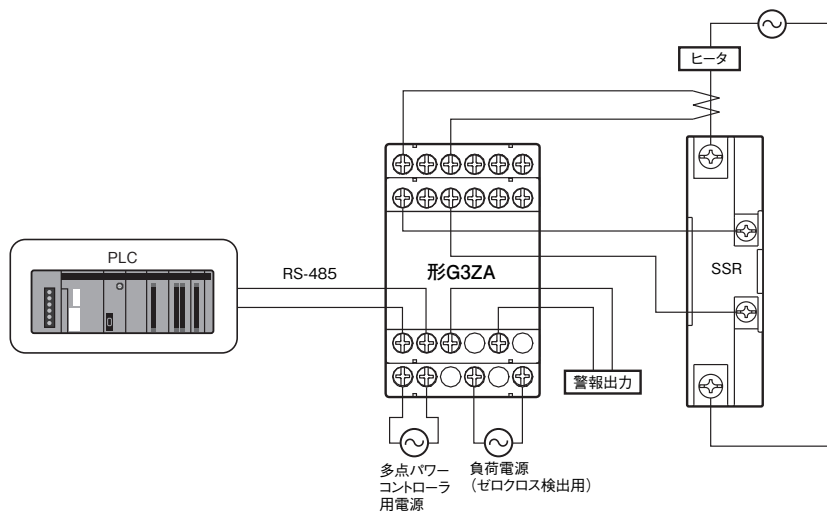 ヒータ
PLC
RS-485
形G3ZA
SSR
警報出力
多点パワー
コントローラ
用電源
負荷電源
（ゼロクロス検出用）